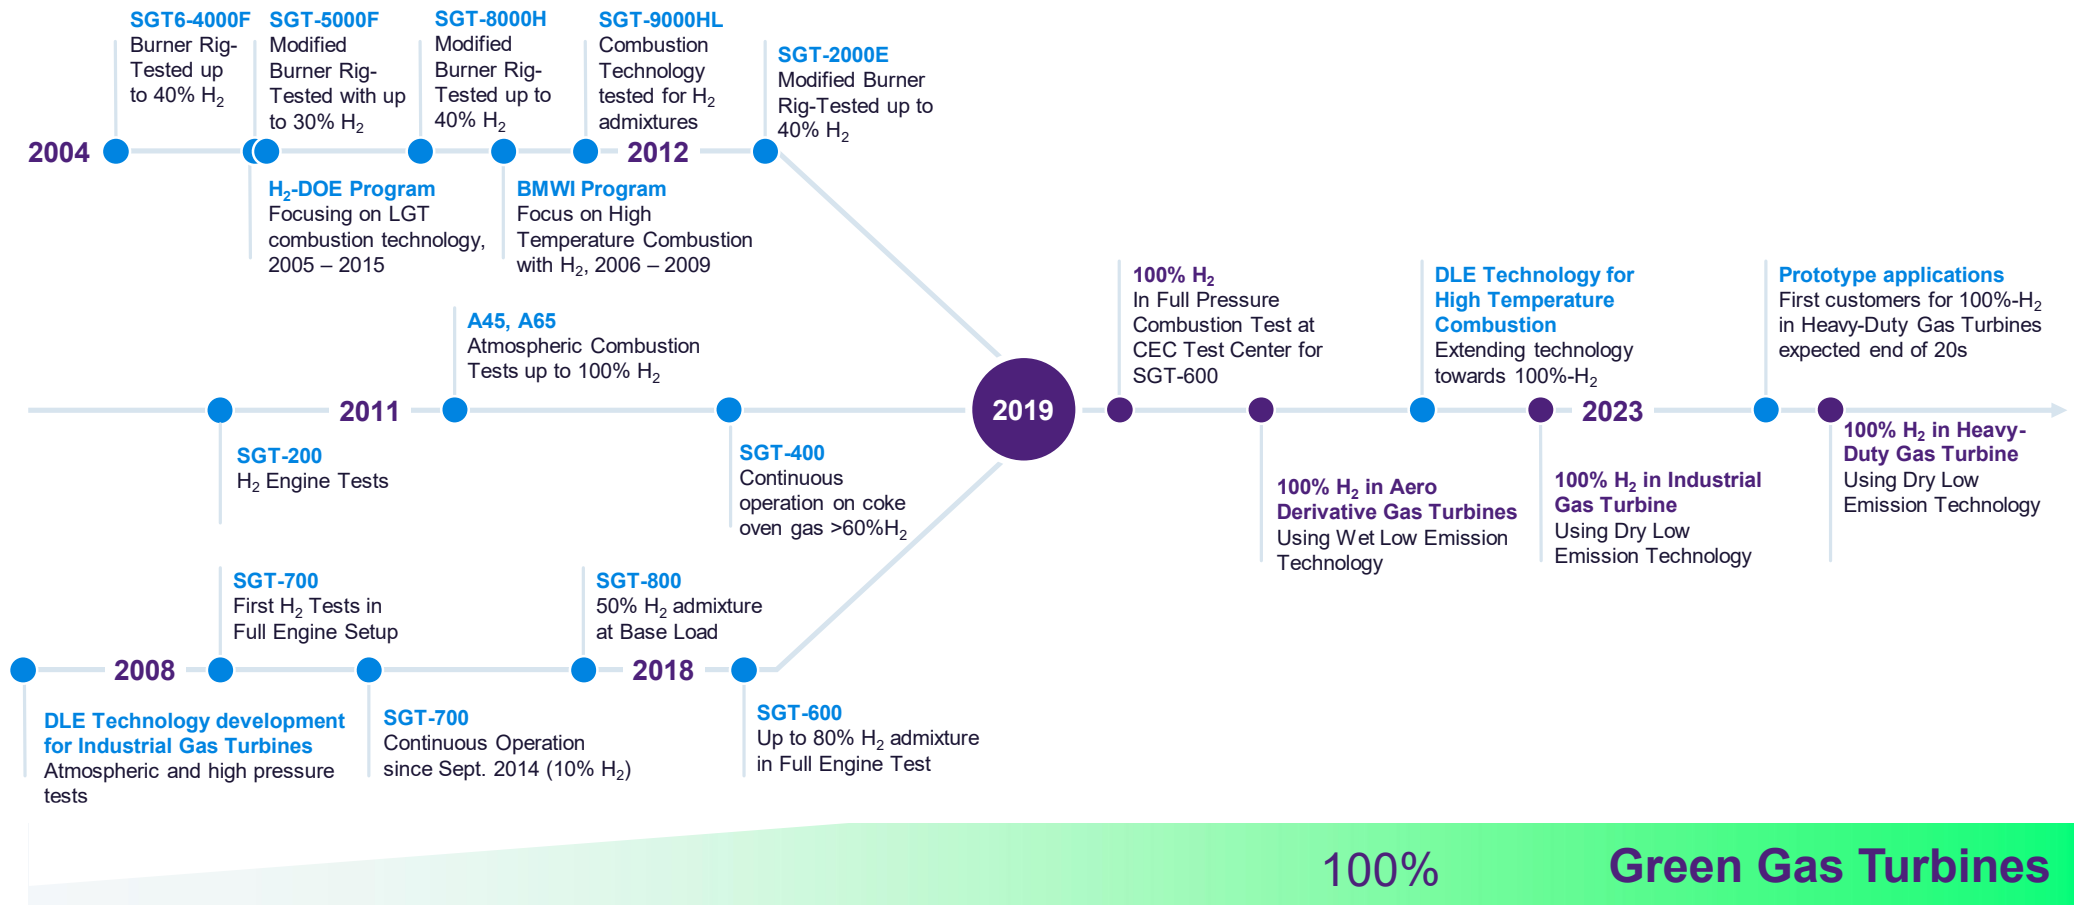 SGT6-4000F
Burner Rig-
Tested up
to 40% H₂
SGT-5000F
Modified
Burner Rig-
Tested with up
to 30% H₂
SGT-8000H
Modified
Burner Rig-
Tested up to
40% H₂
SGT-9000HL
Combustion
Technology
tested for H₂
admixtures
SGT-2000E
Modified Burner
Rig-Tested up to
40% H₂
2004
2012
H₂-DOE Program
Focusing on LGT
combustion technology,
2005 – 2015
BMWI Program
Focus on High
Temperature Combustion
with H₂, 2006 – 2009
A45, A65
Atmospheric Combustion
Tests up to 100% H₂
2011
SGT-200
H₂ Engine Tests
SGT-400
Continuous
operation on coke
oven gas >60%H₂
2019
100% H₂
In Full Pressure
Combustion Test at
CEC Test Center for
SGT-600
DLE Technology for
High Temperature
Combustion
Extending technology
towards 100%-H₂
Prototype applications
First customers for 100%-H₂
in Heavy-Duty Gas Turbines
expected end of 20s
2023
100% H₂ in Aero
Derivative Gas Turbines
Using Wet Low Emission
Technology
100% H₂ in Industrial
Gas Turbine
Using Dry Low
Emission Technology
100% H₂ in Heavy-
Duty Gas Turbine
Using Dry Low
Emission Technology
SGT-700
First H₂ Tests in
Full Engine Setup
SGT-800
50% H₂ admixture
at Base Load
2008
2018
DLE Technology development
for Industrial Gas Turbines
Atmospheric and high pressure
tests
SGT-700
Continuous Operation
since Sept. 2014 (10% H₂)
SGT-600
Up to 80% H₂ admixture
in Full Engine Test
100%
Green Gas Turbines